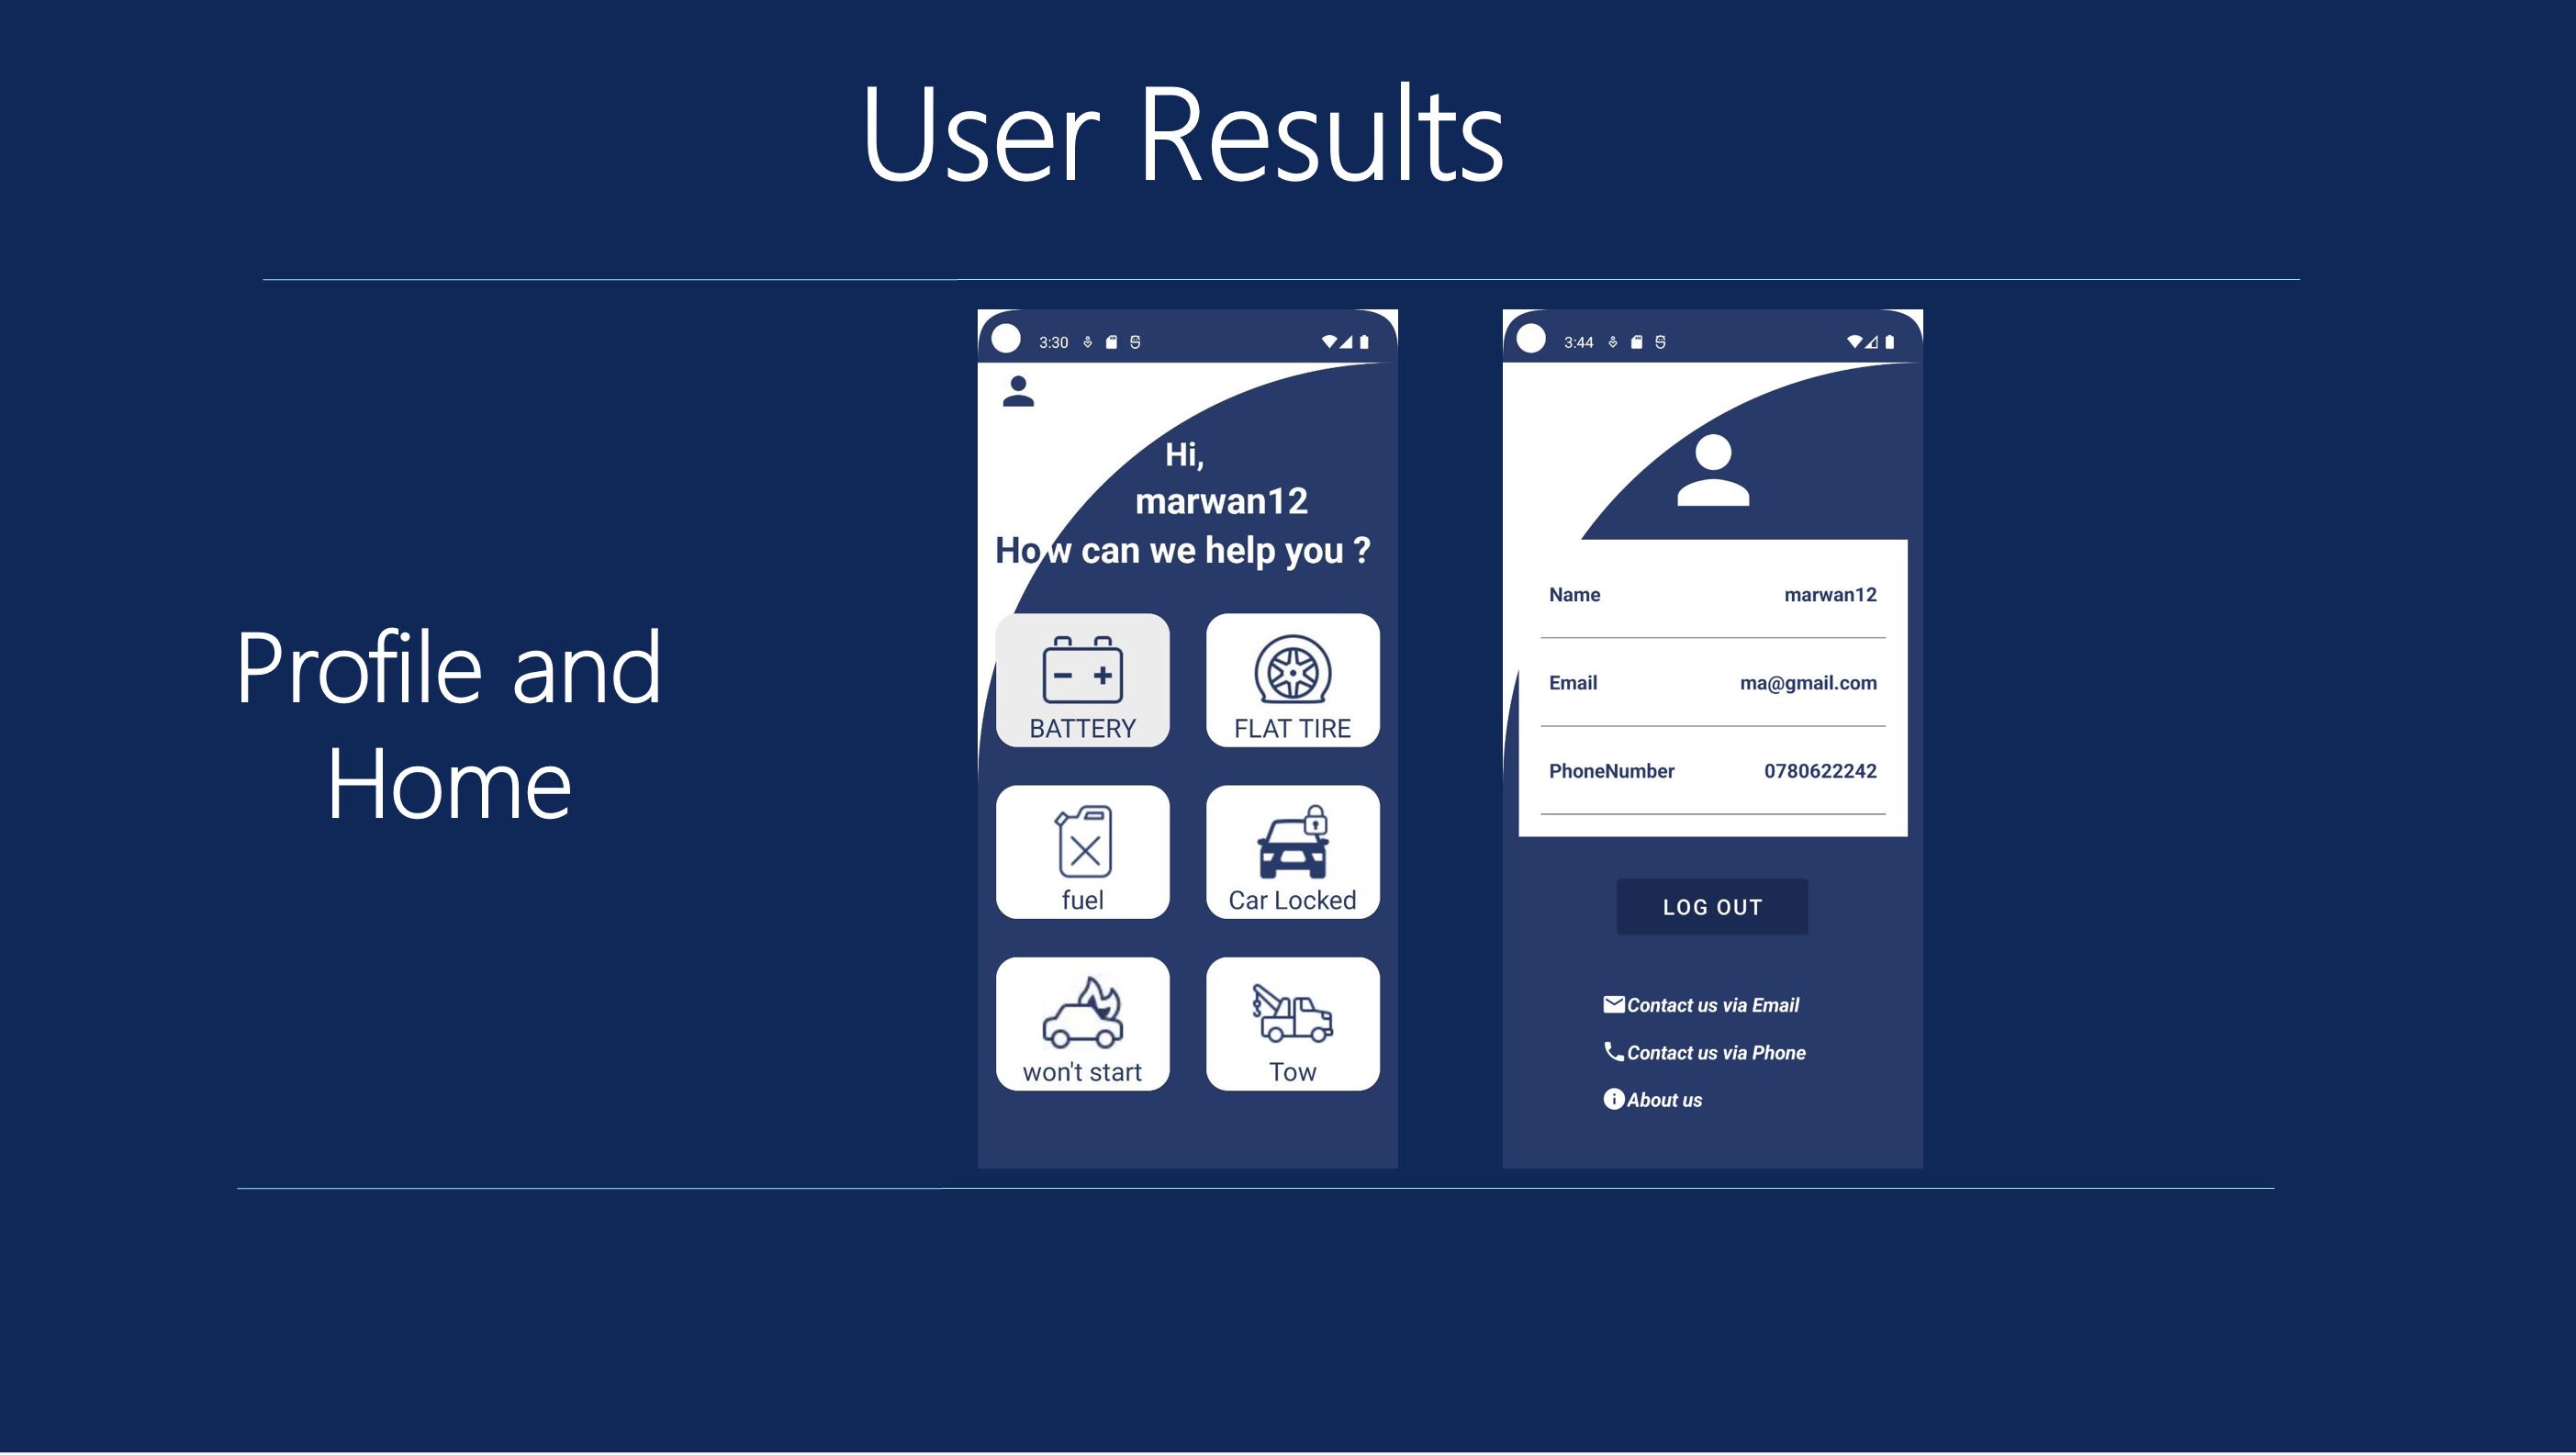 User Results
Profile and
Home
3:30
Hi,
marwan12
How can we help you ?
BATTERY
FLAT TIRE
fuel
Car Locked
won't start
Tow
3:44
Name marwan12
Email ma@gmail.com
PhoneNumber 0780622242
LOG OUT
Contact us via Email
Contact us via Phone
About us